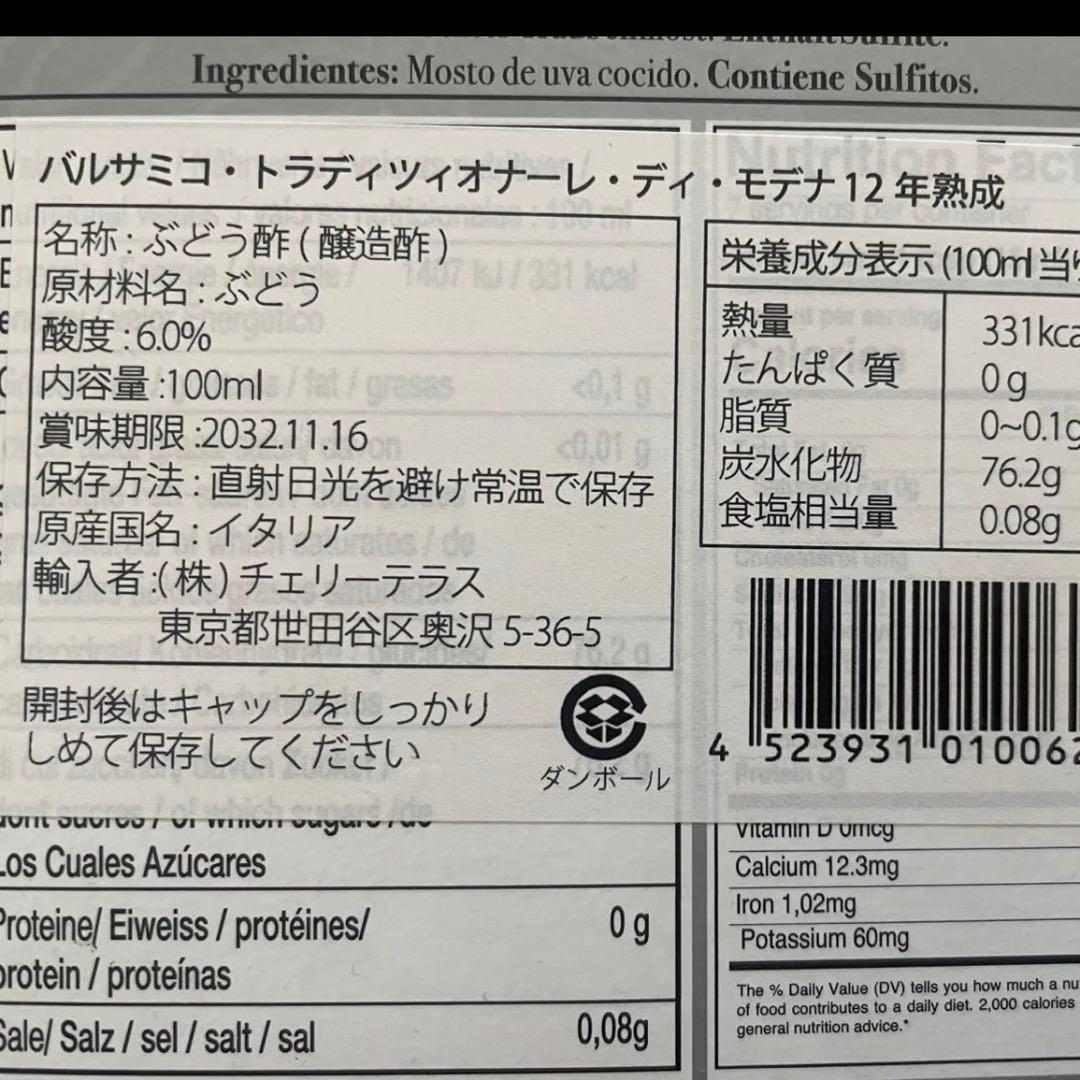 Ingredientes: Mosto de uva cocido. Contiene Sulfitos.
バルサミコ・トラディツィオナーレ・ディ・モデナ 12 年熟成
名称：ぶどう酢 ( 醸造酢 )
原材料名：ぶどう
酸度：6.0%
内容量：100ml
賞味期限：2032.11.16
保存方法：直射日光を避け常温で保存
原産国名：イタリア
輸入者：(株) チェリーテラス
東京都世田谷区奥沢 5-36-5
開封後はキャップをしっかり
しめて保存してください
ダンボール
栄養成分表示 (100ml 当り
熱量 331kca
たんぱく質 0g
脂質 0~0.1g
炭水化物 76.2g
食塩相当量 0.08g
4 523931 010062
dont sucres / of which sugars /de
Los Cuales Azúcares
Proteine/ Eiweiss / protéines/ 0 g
protein / proteínas
Sale/ Salz / sel / salt / sal 0,08g
Vitamin D 0mcg
Calcium 12.3mg
Iron 1,02mg
Potassium 60mg
The % Daily Value (DV) tells you how much a nu
of food contributes to a daily diet. 2,000 calories
general nutrition advice.*